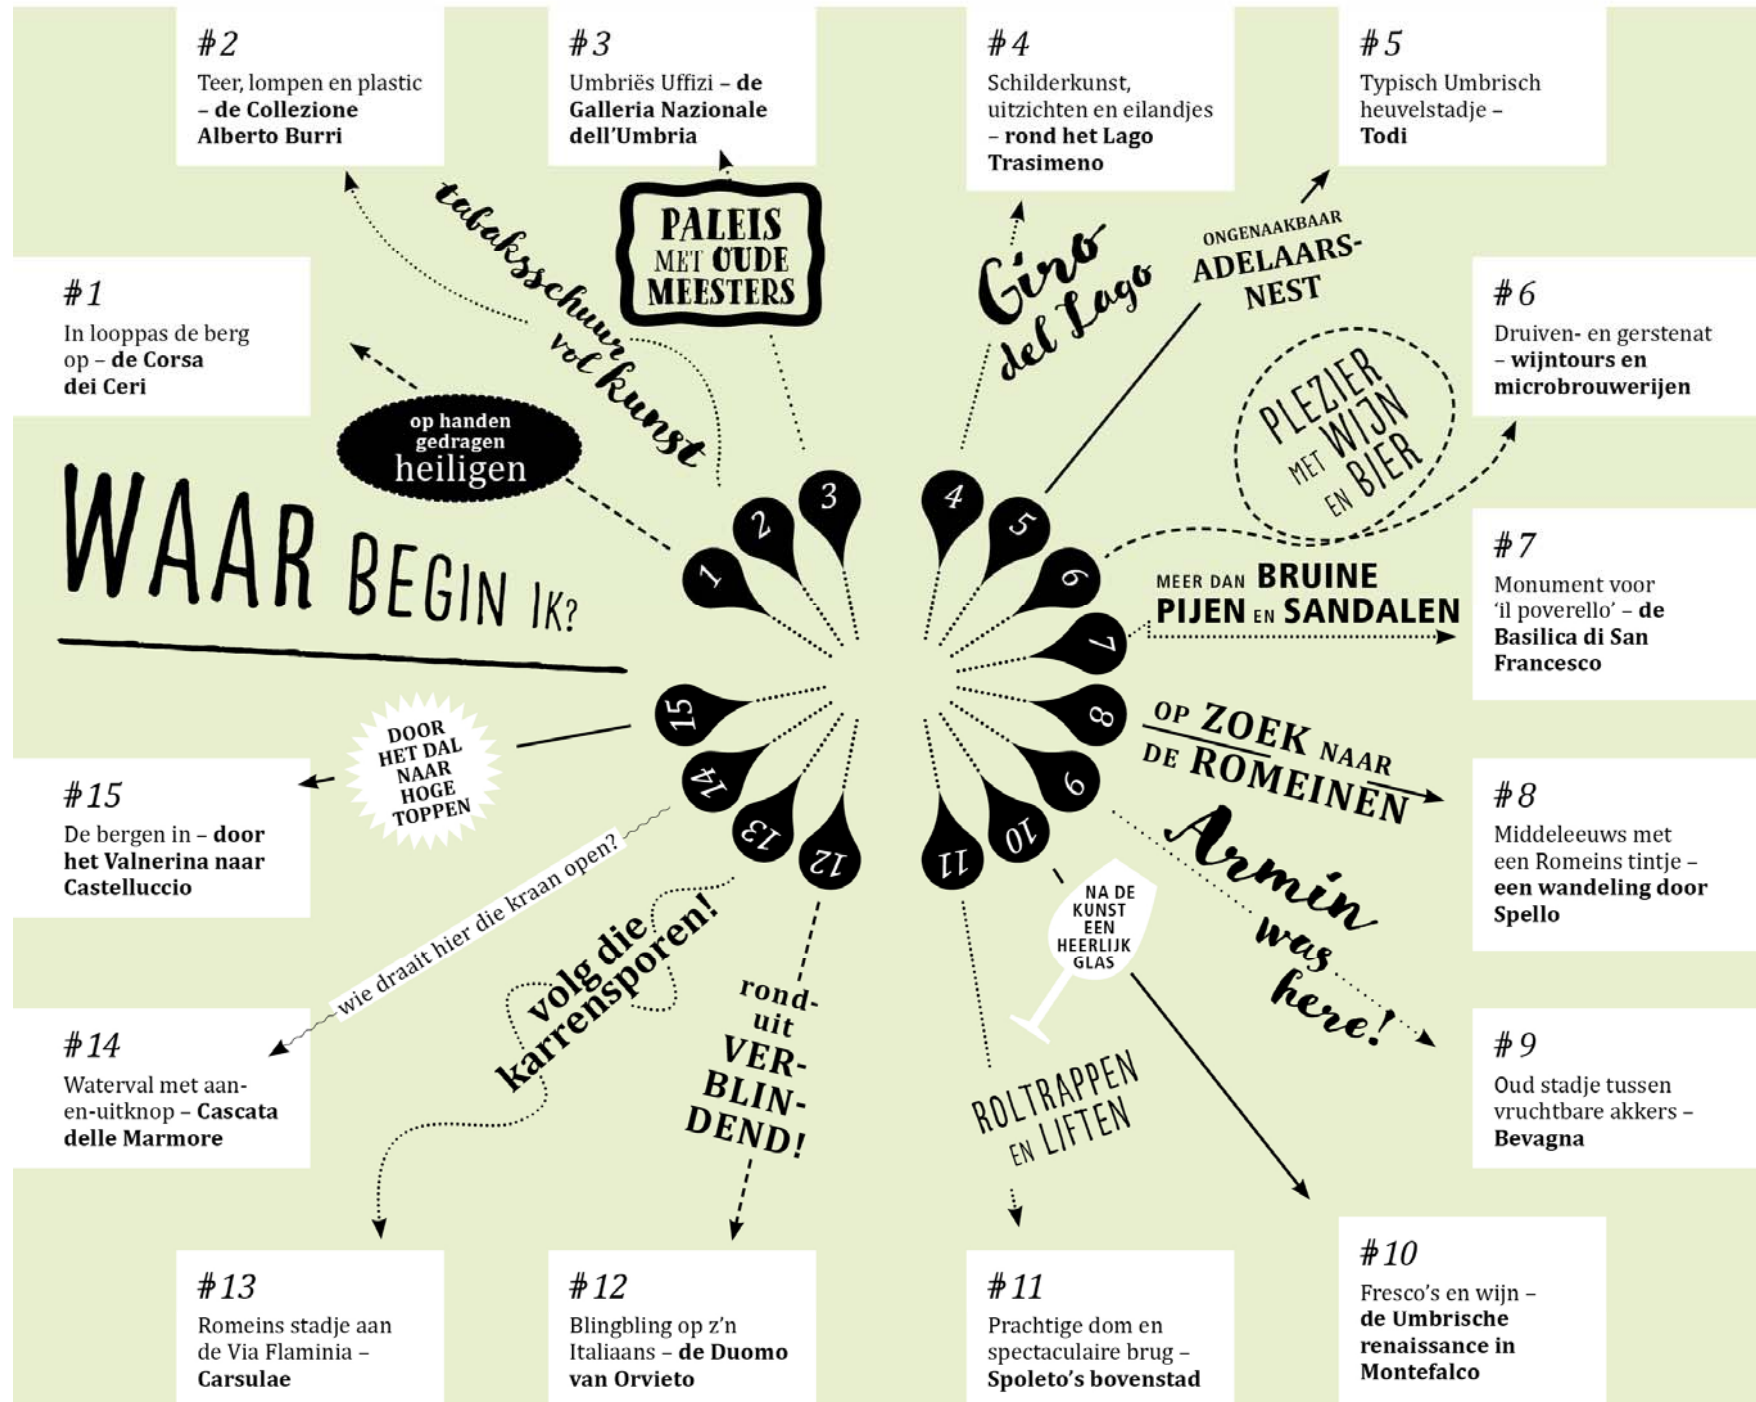 #2
Teer, lompen en plastic
– de Collezione
Alberto Burri
#3
Umbriës Uffizi – de
Galleria Nazionale
dell'Umbria
#4
Schilderkunst,
uitzichten en eilandjes
– rond het Lago
Trasimeno
#5
Typisch Umbrisch
heuvelstadje –
Todi
#1
In looppas de berg
op – de Corsa
dei Ceri
tabaksschuur
vol kunst
PALEIS
MET OUDE
MEESTERS
Giro
del Lago
ONGENAAKBAAR
ADELAARS-
NEST
#6
Druiven- en gerstenat
– wijntours en
microbrouwerijen
op handen
gedragen
heiligen
PLEZIER
MET WIJN
EN BIER
WAAR BEGIN IK?
1
2
3
4
5
6
7
8
9
10
11
12
13
14
15
MEER DAN BRUINE
PIJEN EN SANDALEN
#7
Monument voor
'il poverello' – de
Basilica di San
Francesco
OP ZOEK NAAR
DE ROMEINEN
#8
Middeleeuws met
een Romeins tintje –
een wandeling door
Spello
DOOR
HET DAL
NAAR
HOGE
TOPPEN
#15
De bergen in – door
het Valnerina naar
Castelluccio
Armin
was
here!
#9
Oud stadje tussen
vruchtbare akkers –
Bevagna
wie draait hier die kraan open?
#14
Waterval met aan-
en-uitknop – Cascata
delle Marmore
volg die
karrensporen!
rond-
uit
VER-
BLIN-
DEND!
NA DE
KUNST
EEN
HEERLIJK
GLAS
ROLTRAPPEN
EN LIFTEN
#13
Romeins stadje aan
de Via Flaminia –
Carsulae
#12
Blingbling op z'n
Italiaans – de Duomo
van Orvieto
#11
Prachtige dom en
spectaculaire brug –
Spoleto's bovenstad
#10
Fresco's en wijn –
de Umbrische
renaissance in
Montefalco